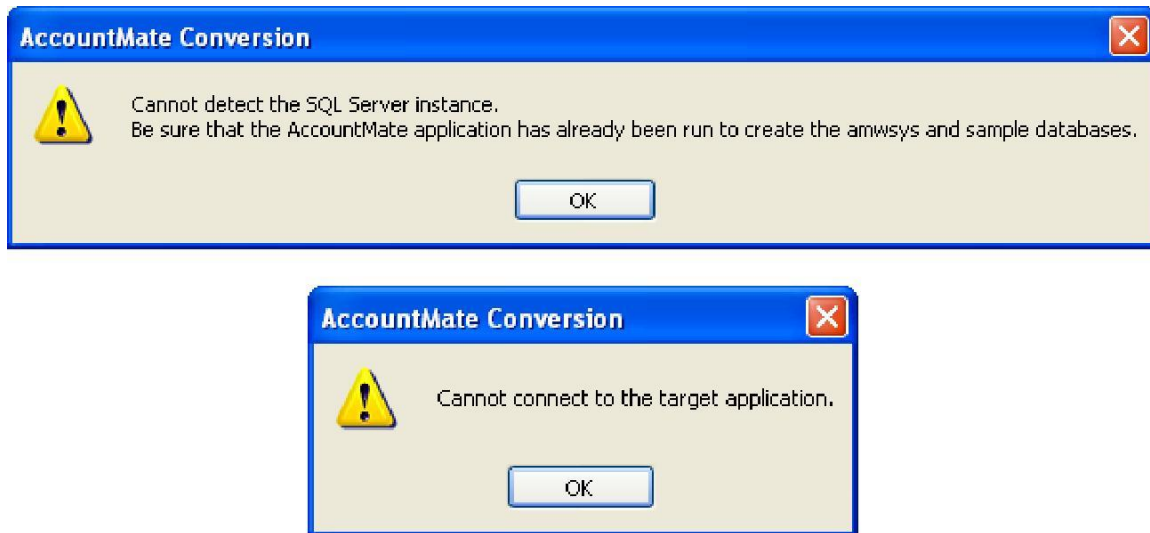 AccountMate Conversion
Cannot detect the SQL Server instance.
Be sure that the AccountMate application has already been run to create the amwsys and sample databases.
OK
AccountMate Conversion
Cannot connect to the target application.
OK